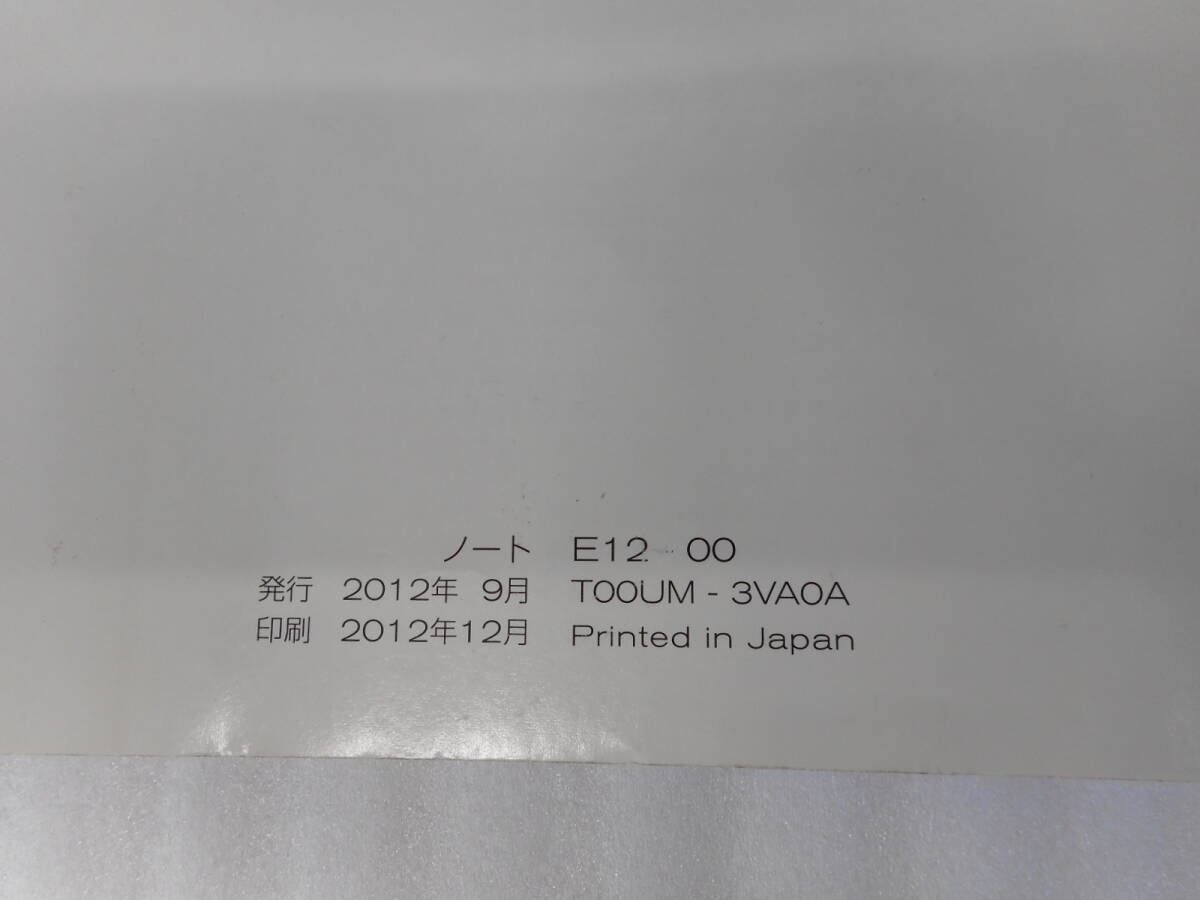 ノート E12 - 00
発行 2012年 9月 T00UM - 3VA0A
印刷 2012年12月 Printed in Japan